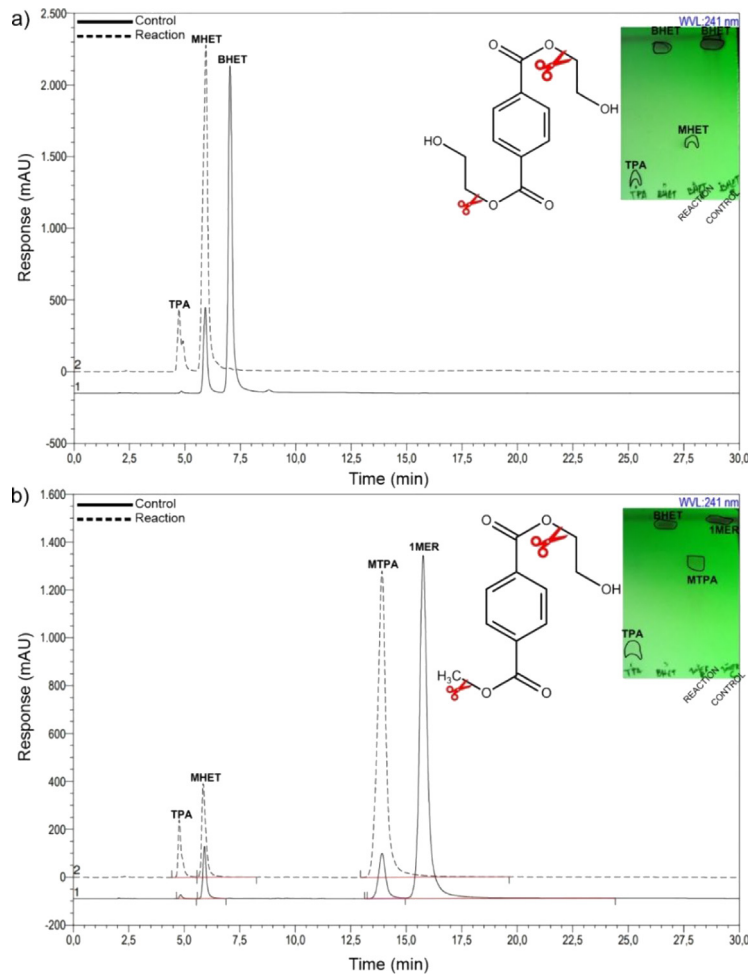 a)
Control
Reaction
WVL:241 nm
2.500
2.000
1.500
1.000
500
0
-500
Response (mAU)
MHET
BHET
TPA
2
1
O
O
OH
HO
O
O
BHET
BHET
MHET
TPA
TPA
BHET
BHET
BHET
REACTION
CONTROL
0,0
2,5
5,0
7,5
10,0
12,5
15,0
17,5
20,0
22,5
25,0
27,5
30,0
Time (min)
b)
Control
Reaction
WVL:241 nm
1.600
1.400
1.200
1.000
800
600
400
200
0
-200
Response (mAU)
MTPA
1MER
MHET
TPA
2
1
O
O
OH
H3C
O
O
BHET
1MER
MTPA
TPA
TPA
BHET
REACTION
CONTROL
0,0
2,5
5,0
7,5
10,0
12,5
15,0
17,5
20,0
22,5
25,0
27,5
30,0
Time (min)